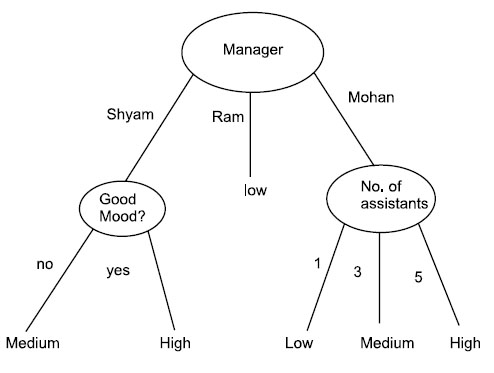 Manager
Shyam
Ram
Mohan
low
Good
Mood?
No. of
assistants
no
yes
1
3
5
Medium
High
Low
Medium
High